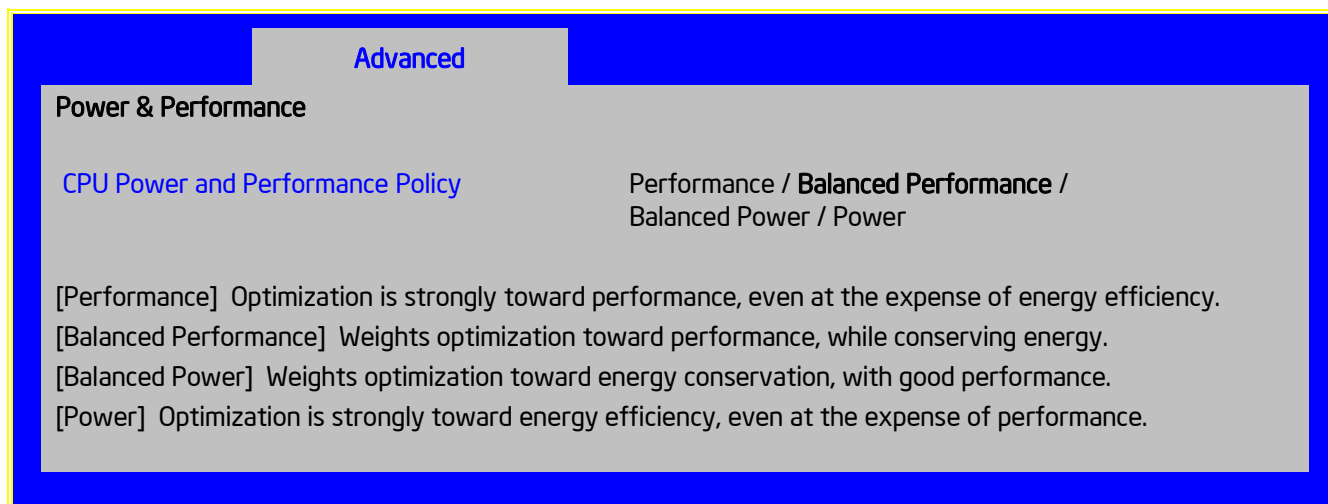 Advanced
Power & Performance
CPU Power and Performance Policy Performance / Balanced Performance /
Balanced Power / Power
[Performance] Optimization is strongly toward performance, even at the expense of energy efficiency.
[Balanced Performance] Weights optimization toward performance, while conserving energy.
[Balanced Power] Weights optimization toward energy conservation, with good performance.
[Power] Optimization is strongly toward energy efficiency, even at the expense of performance.